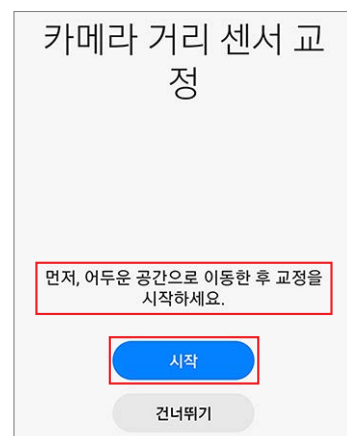 카메라 거리 센서 교
정
먼저, 어두운 공간으로 이동한 후 교정을
시작하세요.
시작
건너뛰기